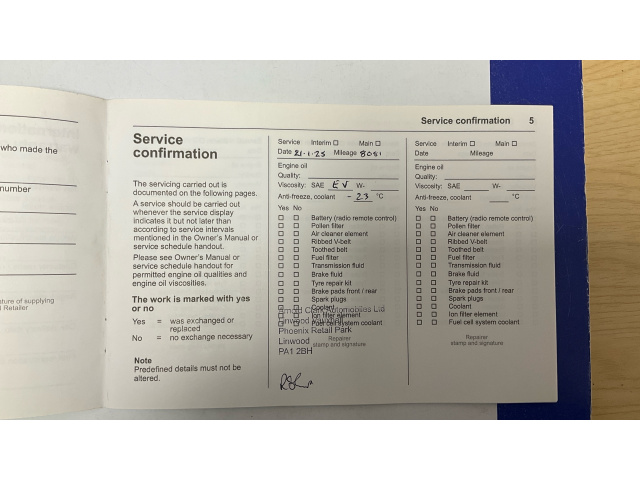 who made the
number
ature of supplying
Retailer
Service confirmation 5
Service
confirmation
The servicing carried out is
documented on the following pages.
A service should be carried out
whenever the service display
indicates it but not later than
according to service intervals
mentioned in the Owner's Manual or
service schedule handout.
Please see Owner's Manual or
service schedule handout for
permitted engine oil qualities and
engine oil viscosities.
The work is marked with yes
or no
Yes = was exchanged or
replaced
No = no exchange necessary
Note
Predefined details must not be
altered.
Service Interim ☐ Main ☐
Date 21.1.25 Mileage 8081
Engine oil
Quality:
Viscosity: SAE EV W-
Anti-freeze, coolant -23 °C
Yes No
☐ ☐ Battery (radio remote control)
☐ ☐ Pollen filter
☐ ☐ Air cleaner element
☐ ☐ Ribbed V-belt
☐ ☐ Toothed belt
☐ ☐ Fuel filter
☐ ☐ Transmission fluid
☐ ☐ Brake fluid
☐ ☐ Tyre repair kit
☐ ☐ Brake pads front / rear
☐ ☐ Spark plugs
☐ ☐ Coolant
☐ ☐ Ion filter element
☐ ☐ Fuel cell system coolant
Automobiles Ltd
Linwood
Phoenix Retail Park
Linwood
PA1 2BH
Repairer
stamp and signature
Service Interim ☐ Main ☐
Date Mileage
Engine oil
Quality:
Viscosity: SAE W-
Anti-freeze, coolant °C
Yes No
☐ ☐ Battery (radio remote control)
☐ ☐ Pollen filter
☐ ☐ Air cleaner element
☐ ☐ Ribbed V-belt
☐ ☐ Toothed belt
☐ ☐ Fuel filter
☐ ☐ Transmission fluid
☐ ☐ Brake fluid
☐ ☐ Tyre repair kit
☐ ☐ Brake pads front / rear
☐ ☐ Spark plugs
☐ ☐ Coolant
☐ ☐ Ion filter element
☐ ☐ Fuel cell system coolant
Repairer
stamp and signature